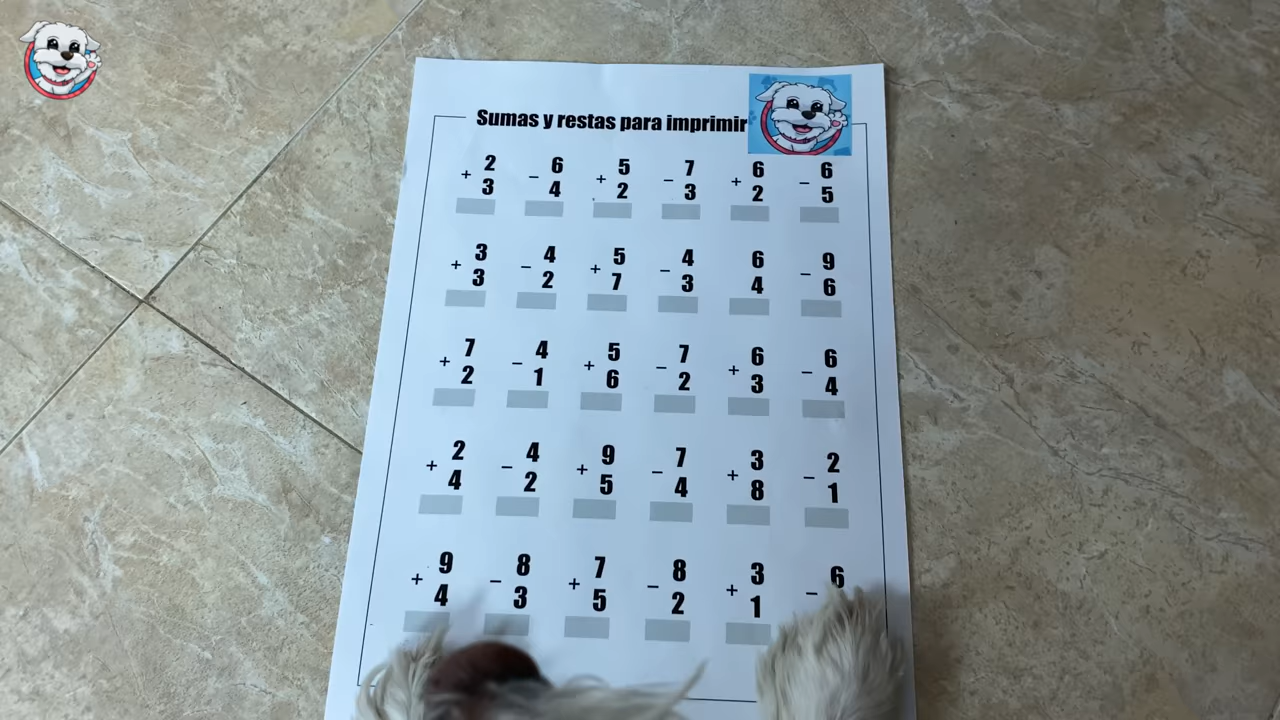 Sumas y restas para imprimir
2 6 5 7 6 6
+ - + - + -
3 4 2 3 2 5
3 4 5 4 6 9
+ - + - -
3 2 7 3 4 6
7 4 5 7 6 6
+ - + - + -
2 1 6 2 3 4
2 4 9 7 3 2
+ - + - + -
4 2 5 4 8 1
9 8 7 8 3 6
+ - + - + -
4 3 5 2 1